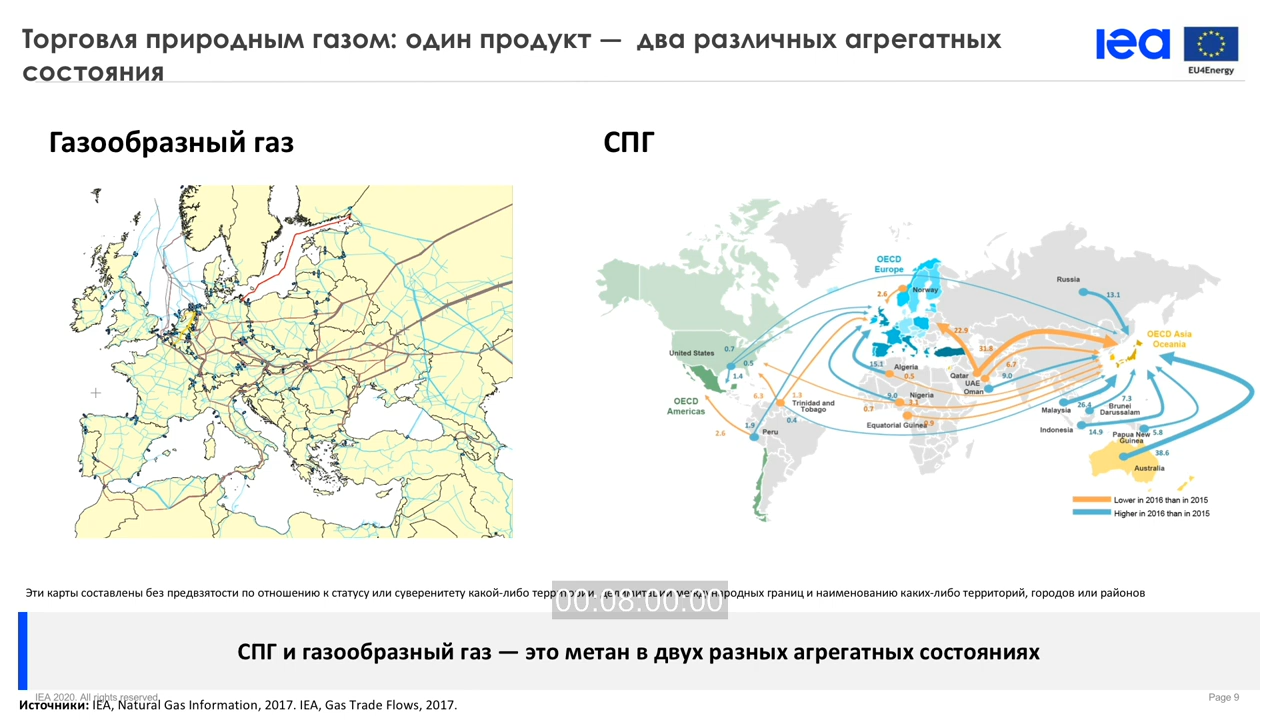 Торговля природным газом: один продукт — два различных агрегатных
состояния
iea
EU4Energy
Газообразный газ
СПГ
OECD
Europe
Norway
2.6
Russia
13.1
22.9
OECD Asia
Oceania
31.8
United States
0.7
0.5
1.4
15.1
Algeria
0.5
Qatar
UAE
Oman
6.7
9.0
OECD
Americas
6.3
1.3
Trinidad and
Tobago
0.4
0.7
9.0
Nigeria
Equatorial Guinea
2.6
1.9
Peru
Malaysia
26.4
7.3
Brunei
Darussalam
Indonesia
14.9
Papua New
Guinea
5.8
38.6
Australia
Lower in 2016 than in 2015
Higher in 2016 than in 2015
Эти карты составлены без предвзятости по отношению к статусу или суверенитету какой-либо территории, делимитации международных границ и наименованию каких-либо территорий, городов или районов
00:08:00:00
СПГ и газообразный газ — это метан в двух разных агрегатных состояниях
IEA 2020. All rights reserved.
Page 9
Источники: IEA, Natural Gas Information, 2017. IEA, Gas Trade Flows, 2017.